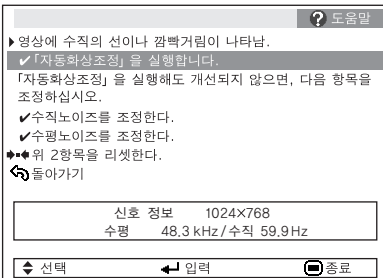 ? 도움말
영상에 수직의 선이나 깜빡거림이 나타남.
✔「자동화상조정」을 실행합니다.
「자동화상조정」을 실행해도 개선되지 않으면, 다음 항목을
조정하십시오.
✔수직노이즈를 조정한다.
✔수평노이즈를 조정한다.
위 2항목을 리셋한다.
돌아가기
신호 정보 1024×768
수평 48.3 kHz / 수직 59.9Hz
선택 입력 종료